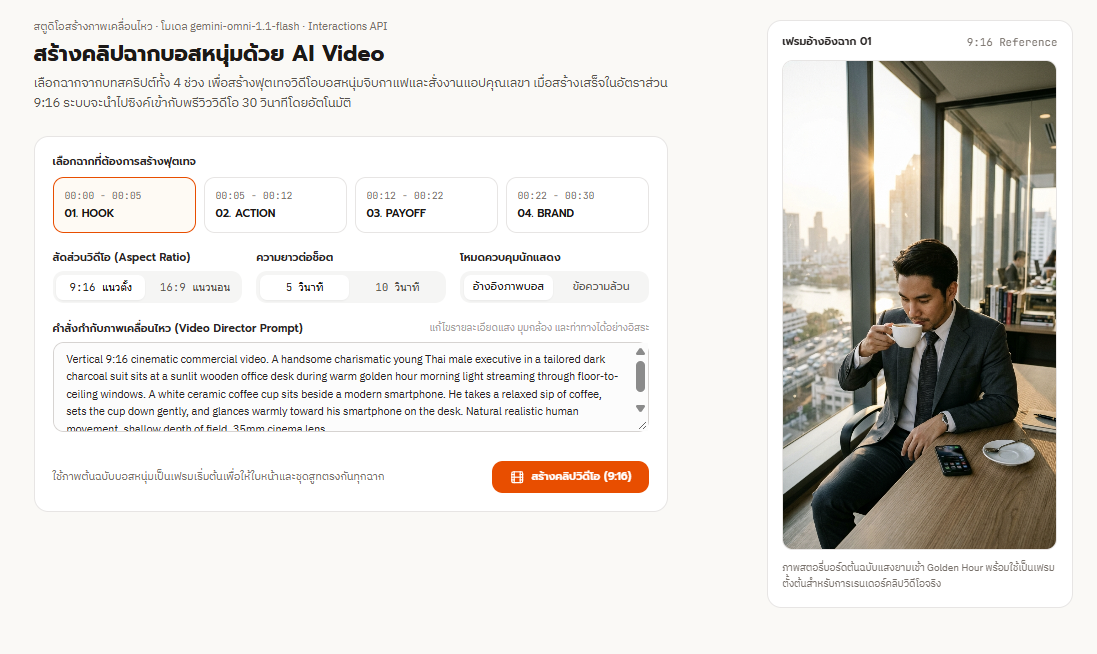 สตูดิโอสร้างภาพเคลื่อนไหว · โมเดล gemini-omni-1.1-flash · Interactions API
สร้างคลิปฉากบอสหนุ่มด้วย AI Video
เลือกฉากจากบทสคริปต์ทั้ง 4 ช่วง เพื่อสร้างฟุตเทจวิดีโอบอสหนุ่มจิบกาแฟและสั่งงานแอปคุณเลขา เมื่อสร้างเสร็จในอัตราส่วน
9:16 ระบบจะนำไปซิงค์เข้ากับพรีวิววิดีโอ 30 วินาทีโดยอัตโนมัติ
เลือกฉากที่ต้องการสร้างฟุตเทจ
00:00 - 00:05
01. HOOK
00:05 - 00:12
02. ACTION
00:12 - 00:22
03. PAYOFF
00:22 - 00:30
04. BRAND
สัดส่วนวิดีโอ (Aspect Ratio)
ความยาวต่อช็อต
โหมดควบคุมนักแสดง
9:16 แนวตั้ง
16:9 แนวนอน
5 วินาที
10 วินาที
อ้างอิงภาพบอส
ข้อความล้วน
คำสั่งกำกับภาพเคลื่อนไหว (Video Director Prompt)
แก้ไขรายละเอียดแสง มุมกล้อง และท่าทางได้อย่างอิสระ
Vertical 9:16 cinematic commercial video. A handsome charismatic young Thai male executive in a tailored dark
charcoal suit sits at a sunlit wooden office desk during warm golden hour morning light streaming through floor-to-
ceiling windows. A white ceramic coffee cup sits beside a modern smartphone. He takes a relaxed sip of coffee,
sets the cup down gently, and glances warmly toward his smartphone on the desk. Natural realistic human
movement, shallow depth of field, 35mm cinema lens.
ใช้ภาพต้นฉบับบอสหนุ่มเป็นเฟรมเริ่มต้นเพื่อให้ใบหน้าและชุดสูทตรงกันทุกฉาก
สร้างคลิปวิดีโอ (9:16)
เฟรมอ้างอิงฉาก 01
9:16 Reference
ภาพสตอรี่บอร์ดต้นฉบับแสงยามเช้า Golden Hour พร้อมใช้เป็นเฟรม
ตั้งต้นสำหรับการเรนเดอร์คลิปวิดีโอจริง